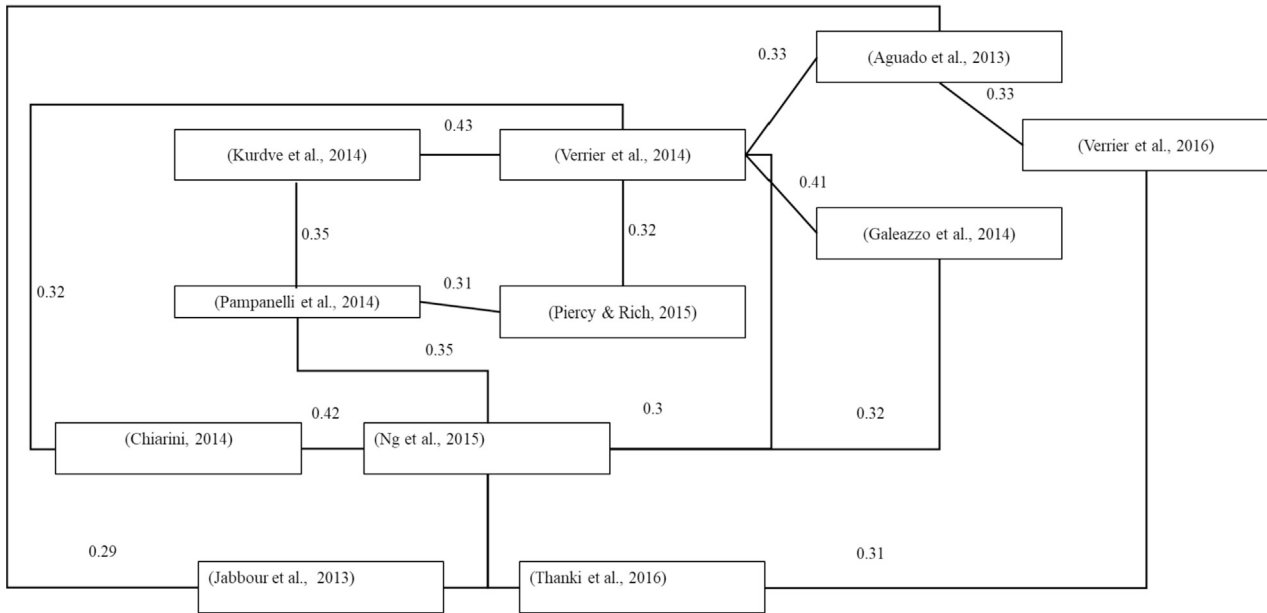 (Aguado et al., 2013)
0.33
0.33
0.43
(Kurdve et al., 2014)
(Verrier et al., 2014)
(Verrier et al., 2016)
0.41
0.35
0.32
(Galeazzo et al., 2014)
0.32
0.31
(Pampanelli et al., 2014)
(Piercy & Rich, 2015)
0.35
0.42
0.3
0.32
(Chiarini, 2014)
(Ng et al., 2015)
0.29
0.31
(Jabbour et al., 2013)
(Thanki et al., 2016)